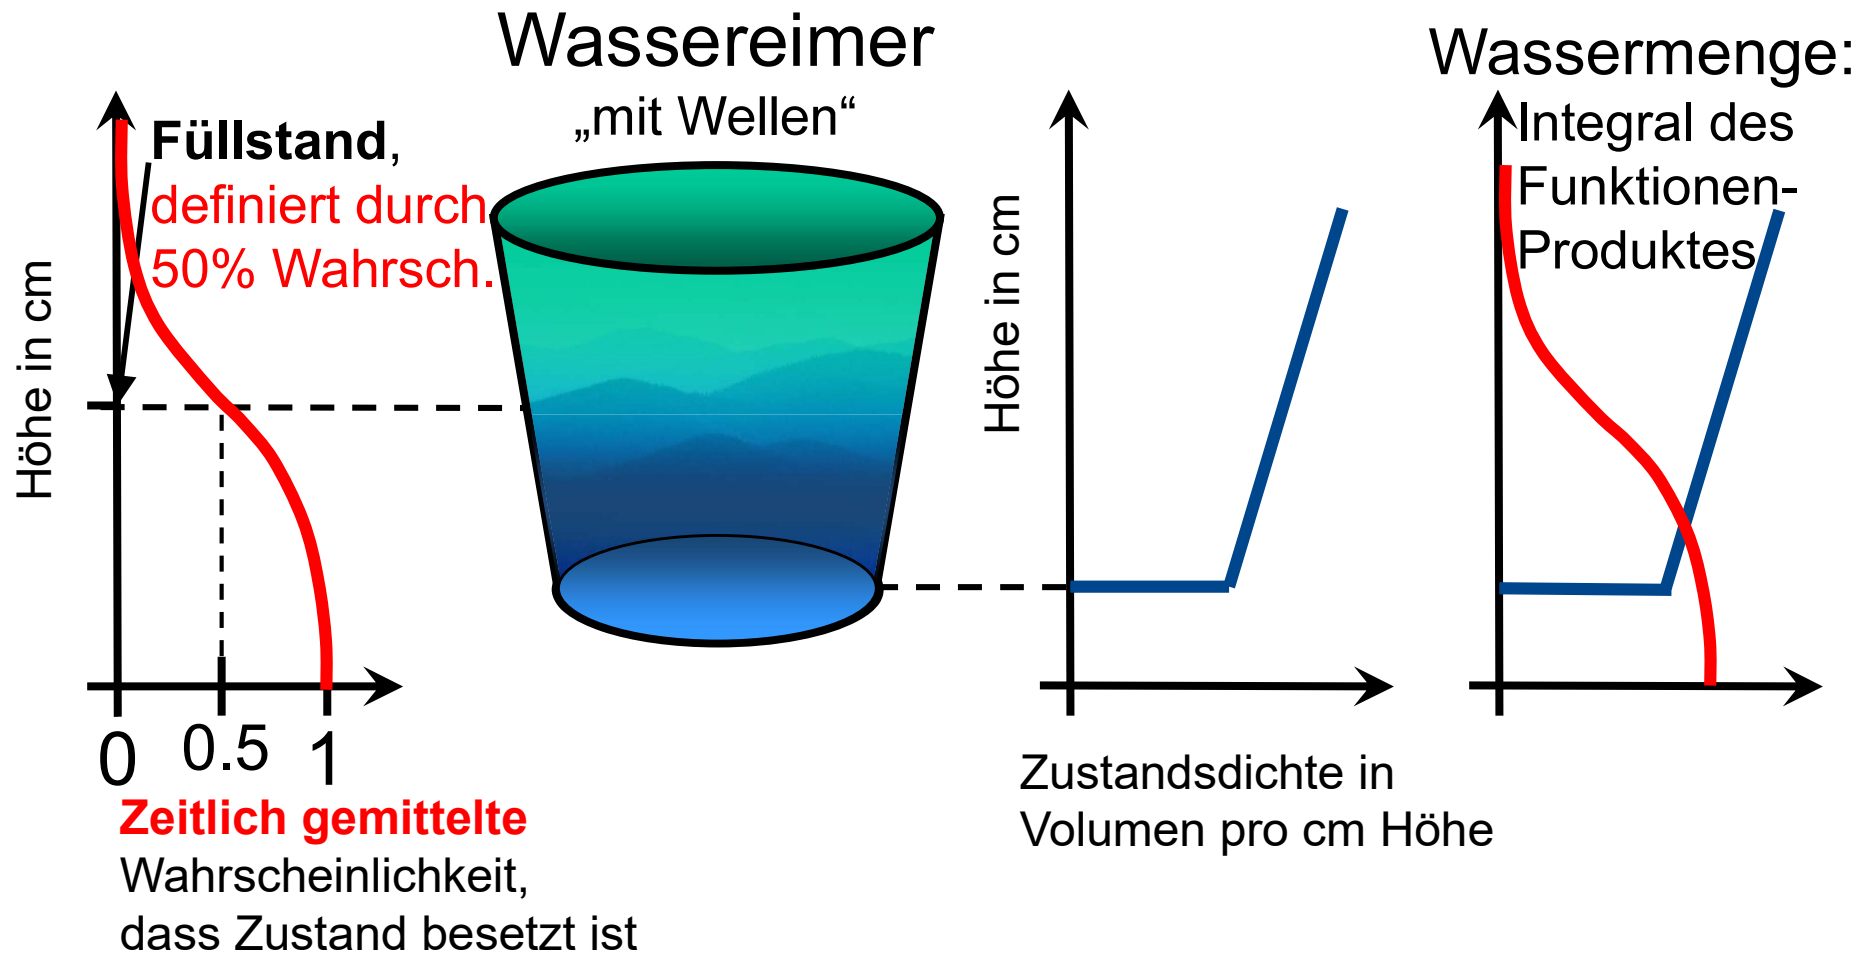 Wassereimer
„mit Wellen“
Füllstand,
definiert durch
50% Wahrsch.
Höhe in cm
0 0.5 1
Zeitlich gemittelte
Wahrscheinlichkeit,
dass Zustand besetzt ist
Höhe in cm
Zustandsdichte in
Volumen pro cm Höhe
Wassermenge:
Integral des
Funktionen-
Produktes